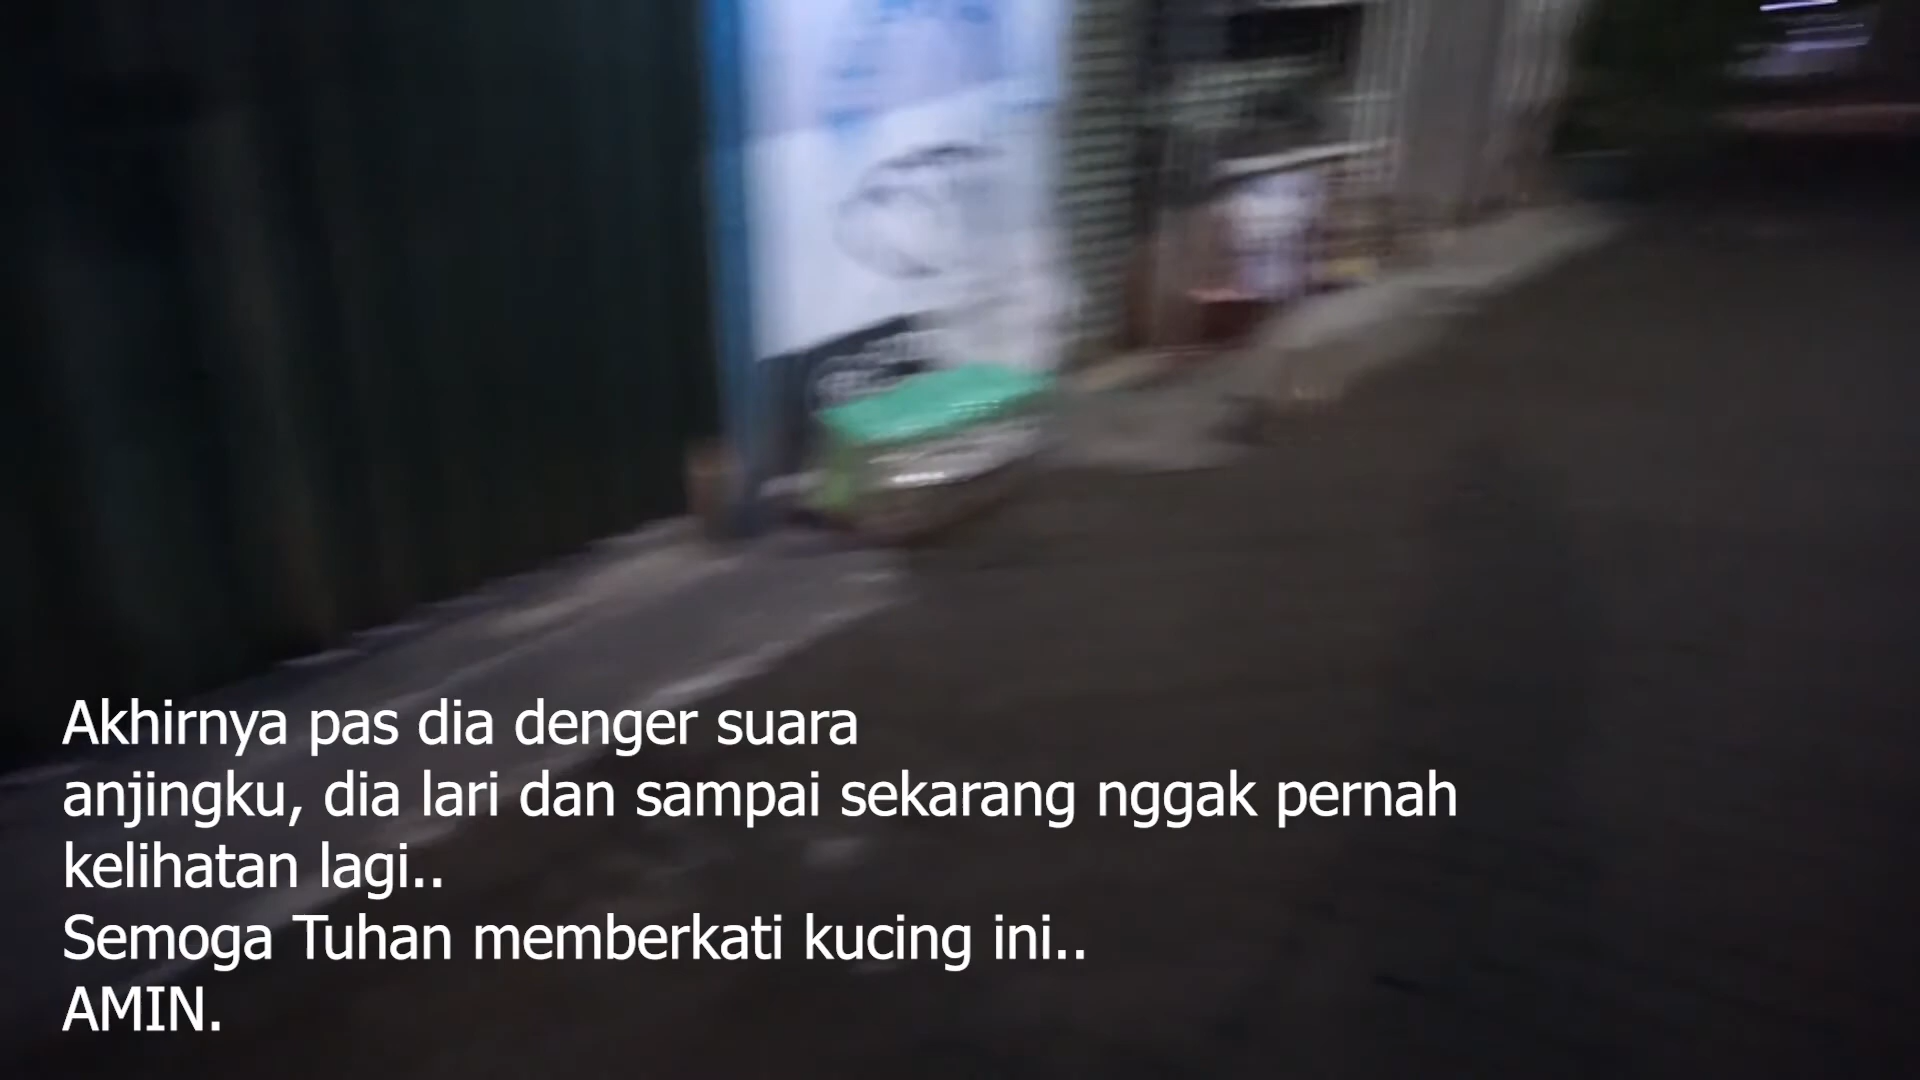 Akhirnya pas dia denger suara
anjingku, dia lari dan sampai sekarang nggak pernah
kelihatan lagi..
Semoga Tuhan memberkati kucing ini..
AMIN.